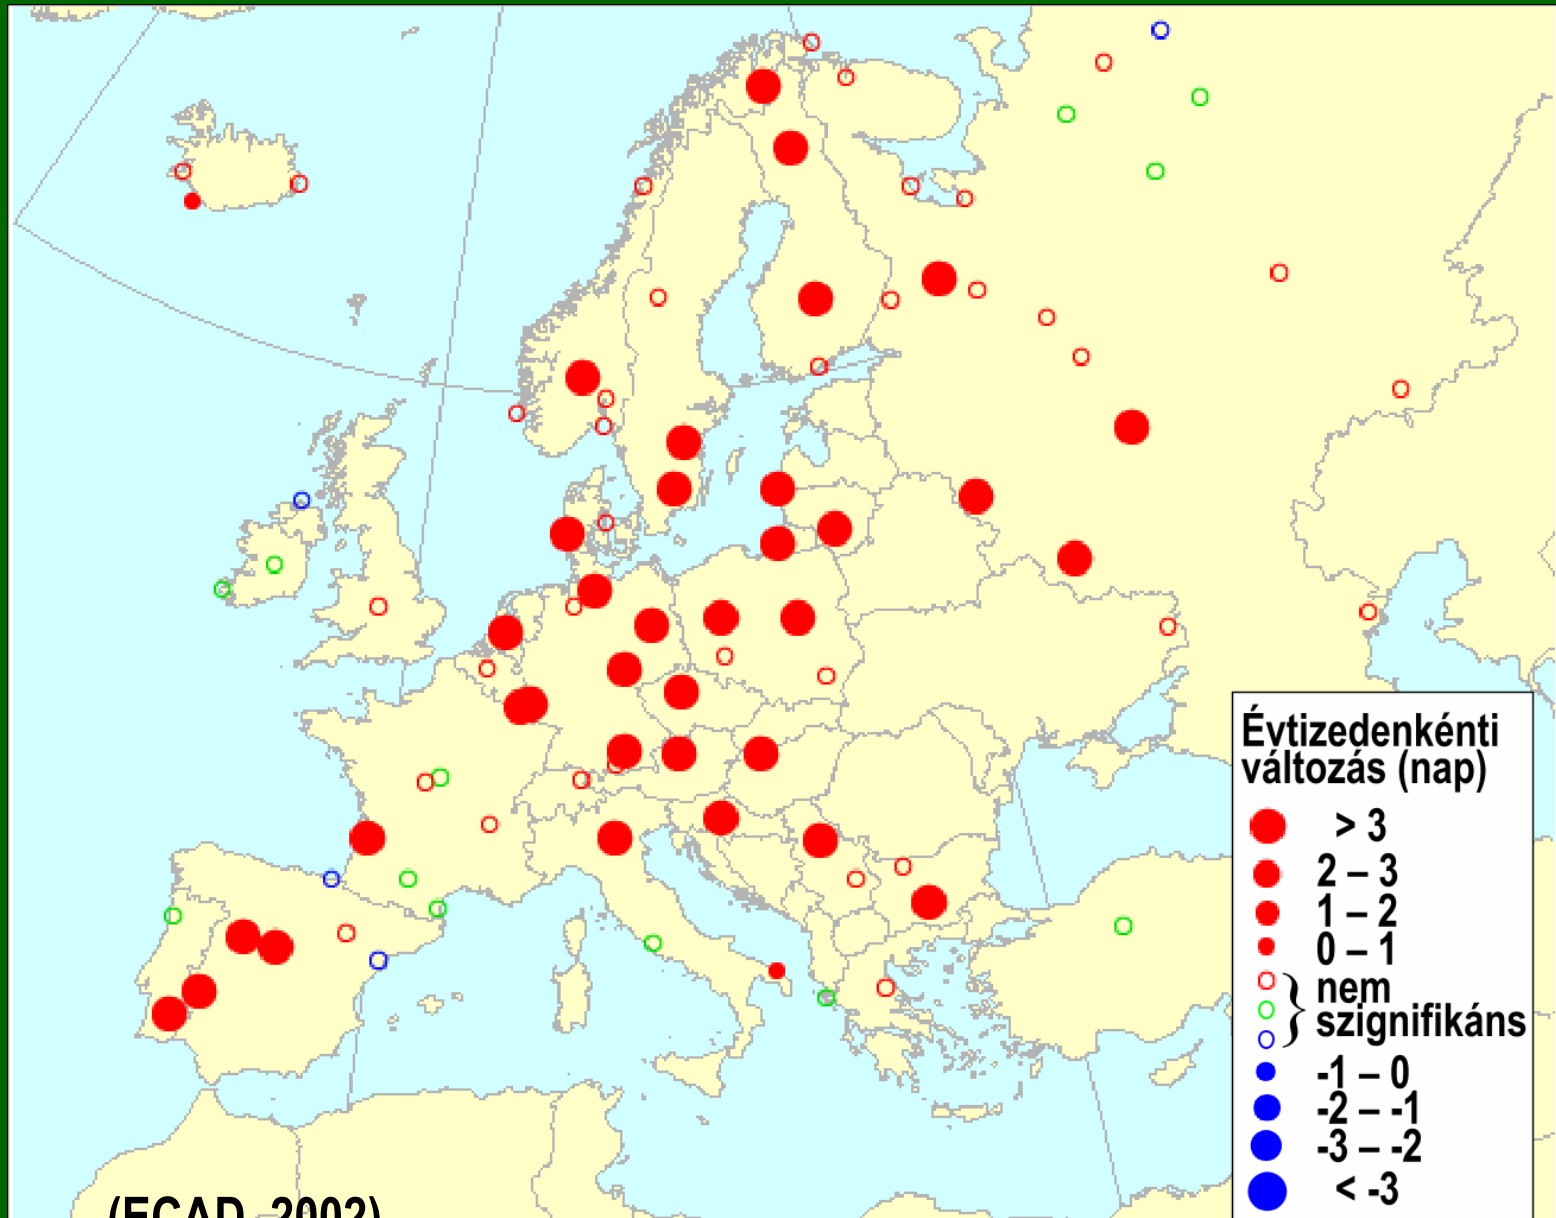 Évtizedenkénti
változás (nap)
> 3
2 – 3
1 – 2
0 – 1
nem
szignifikáns
-1 – 0
-2 – -1
-3 – -2
< -3
(ECAD, 2002)